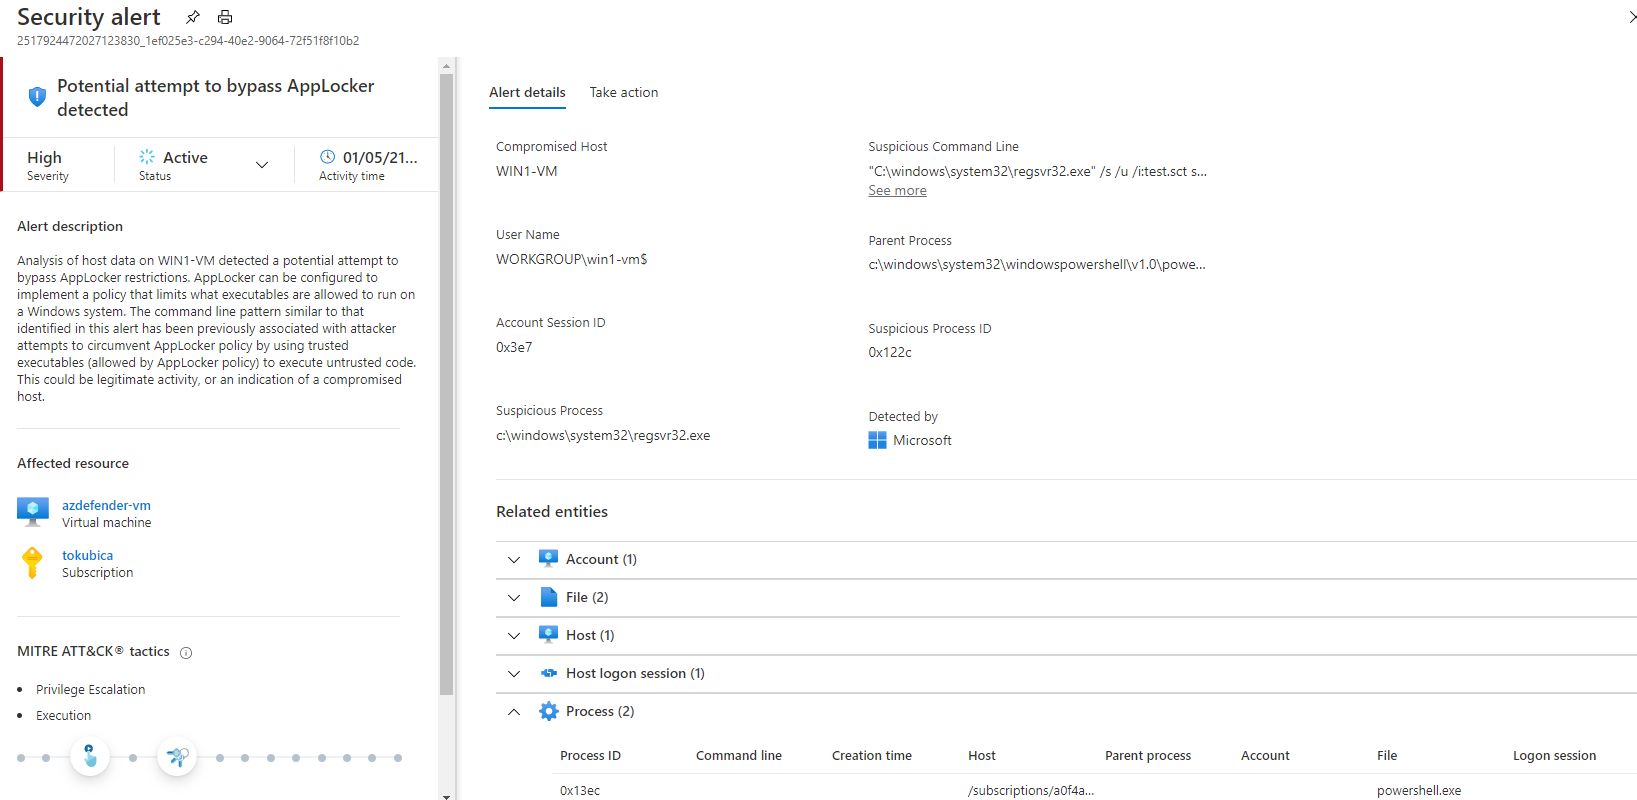 Security alert
2517924472027123830_1ef025e3-c294-40e2-9064-72f51f8f10b2
Potential attempt to bypass AppLocker
detected
High
Severity
Active
Status
01/05/21...
Activity time
Alert description
Analysis of host data on WIN1-VM detected a potential attempt to
bypass AppLocker restrictions. AppLocker can be configured to
implement a policy that limits what executables are allowed to run on
a Windows system. The command line pattern similar to that
identified in this alert has been previously associated with attacker
attempts to circumvent AppLocker policy by using trusted
executables (allowed by AppLocker policy) to execute untrusted code.
This could be legitimate activity, or an indication of a compromised
host.
Affected resource
azdefender-vm
Virtual machine
tokubica
Subscription
MITRE ATT&CK® tactics
• Privilege Escalation
• Execution
Alert details Take action
Compromised Host
WIN1-VM
Suspicious Command Line
"C:\windows\system32\regsvr32.exe" /s /u /i:test.sct s...
See more
User Name
WORKGROUP\win1-vm$
Parent Process
c:\windows\system32\windowspowershell\v1.0\powe...
Account Session ID
0x3e7
Suspicious Process ID
0x122c
Suspicious Process
c:\windows\system32\regsvr32.exe
Detected by
Microsoft
Related entities
Account (1)
File (2)
Host (1)
Host logon session (1)
Process (2)
Process ID Command line Creation time Host Parent process Account File Logon session
0x13ec /subscriptions/a0f4a... powershell.exe